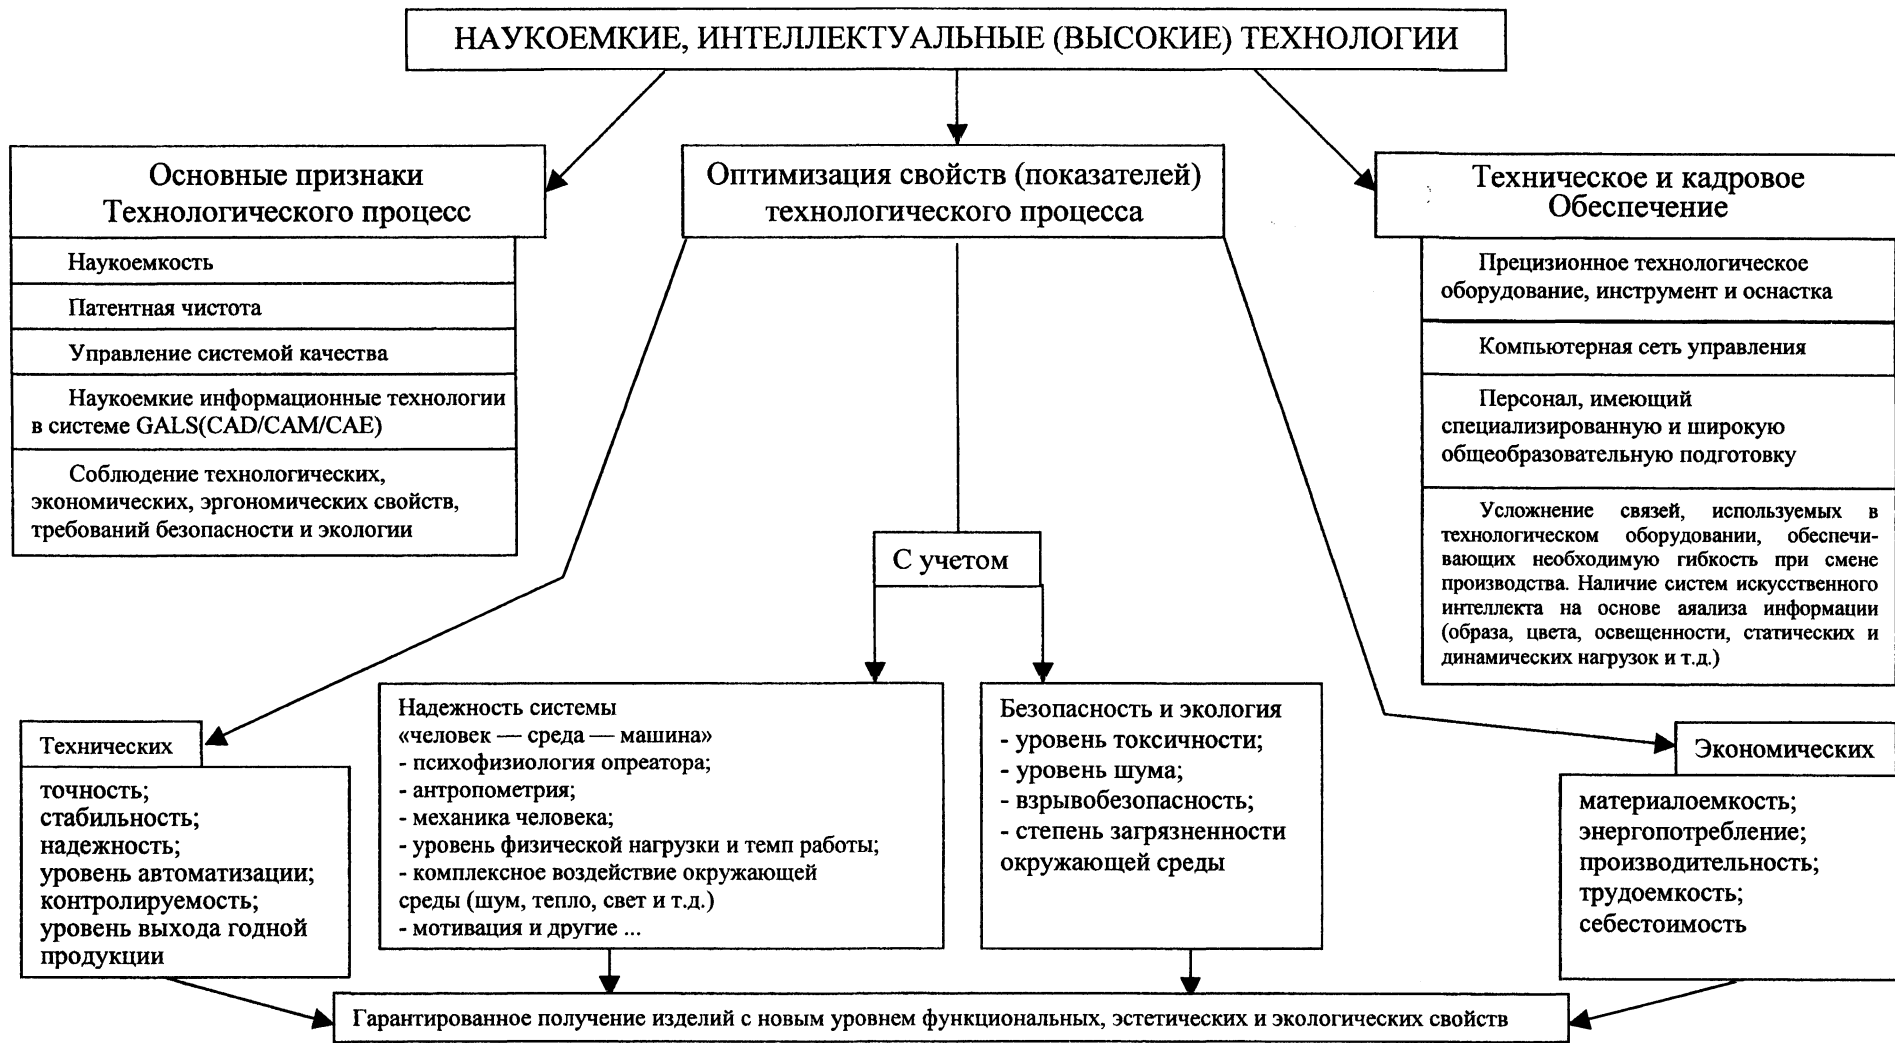 НАУКОЕМКИЕ, ИНТЕЛЛЕКТУАЛЬНЫЕ (ВЫСОКИЕ) ТЕХНОЛОГИИ
Основные признаки
Технологического процесс
Наукоемкость
Патентная чистота
Управление системой качества
Наукоемкие информационные технологии
в системе GALS(CAD/CAM/CAE)
Соблюдение технологических,
экономических, эргономических свойств,
требований безопасности и экологии
Оптимизация свойств (показателей)
технологического процесса
Техническое и кадровое
Обеспечение
Прецизионное технологическое
оборудование, инструмент и оснастка
Компьютерная сеть управления
Персонал, имеющий
специализированную и широкую
общеобразовательную подготовку
Усложнение связей, используемых в
технологическом оборудовании, обеспечи-
вающих необходимую гибкость при смене
производства. Наличие систем искусственного
интеллекта на основе аяализа информации
(образа, цвета, освещенности, статических и
динамических нагрузок и т.д.)
С учетом
Технических
точность;
стабильность;
надежность;
уровень автоматизации;
контролируемость;
уровень выхода годной
продукции
Надежность системы
«человек — среда — машина»
- психофизиология опреатора;
- антропометрия;
- механика человека;
- уровень физической нагрузки и темп работы;
- комплексное воздействие окружающей
среды (шум, тепло, свет и т.д.)
- мотивация и другие ...
Безопасность и экология
- уровень токсичности;
- уровень шума;
- взрывобезопасность;
- степень загрязненности
окружающей среды
Экономических
материалоемкость;
энергопотребление;
производительность;
трудоемкость;
себестоимость
Гарантированное получение изделий с новым уровнем функциональных, эстетических и экологических свойств